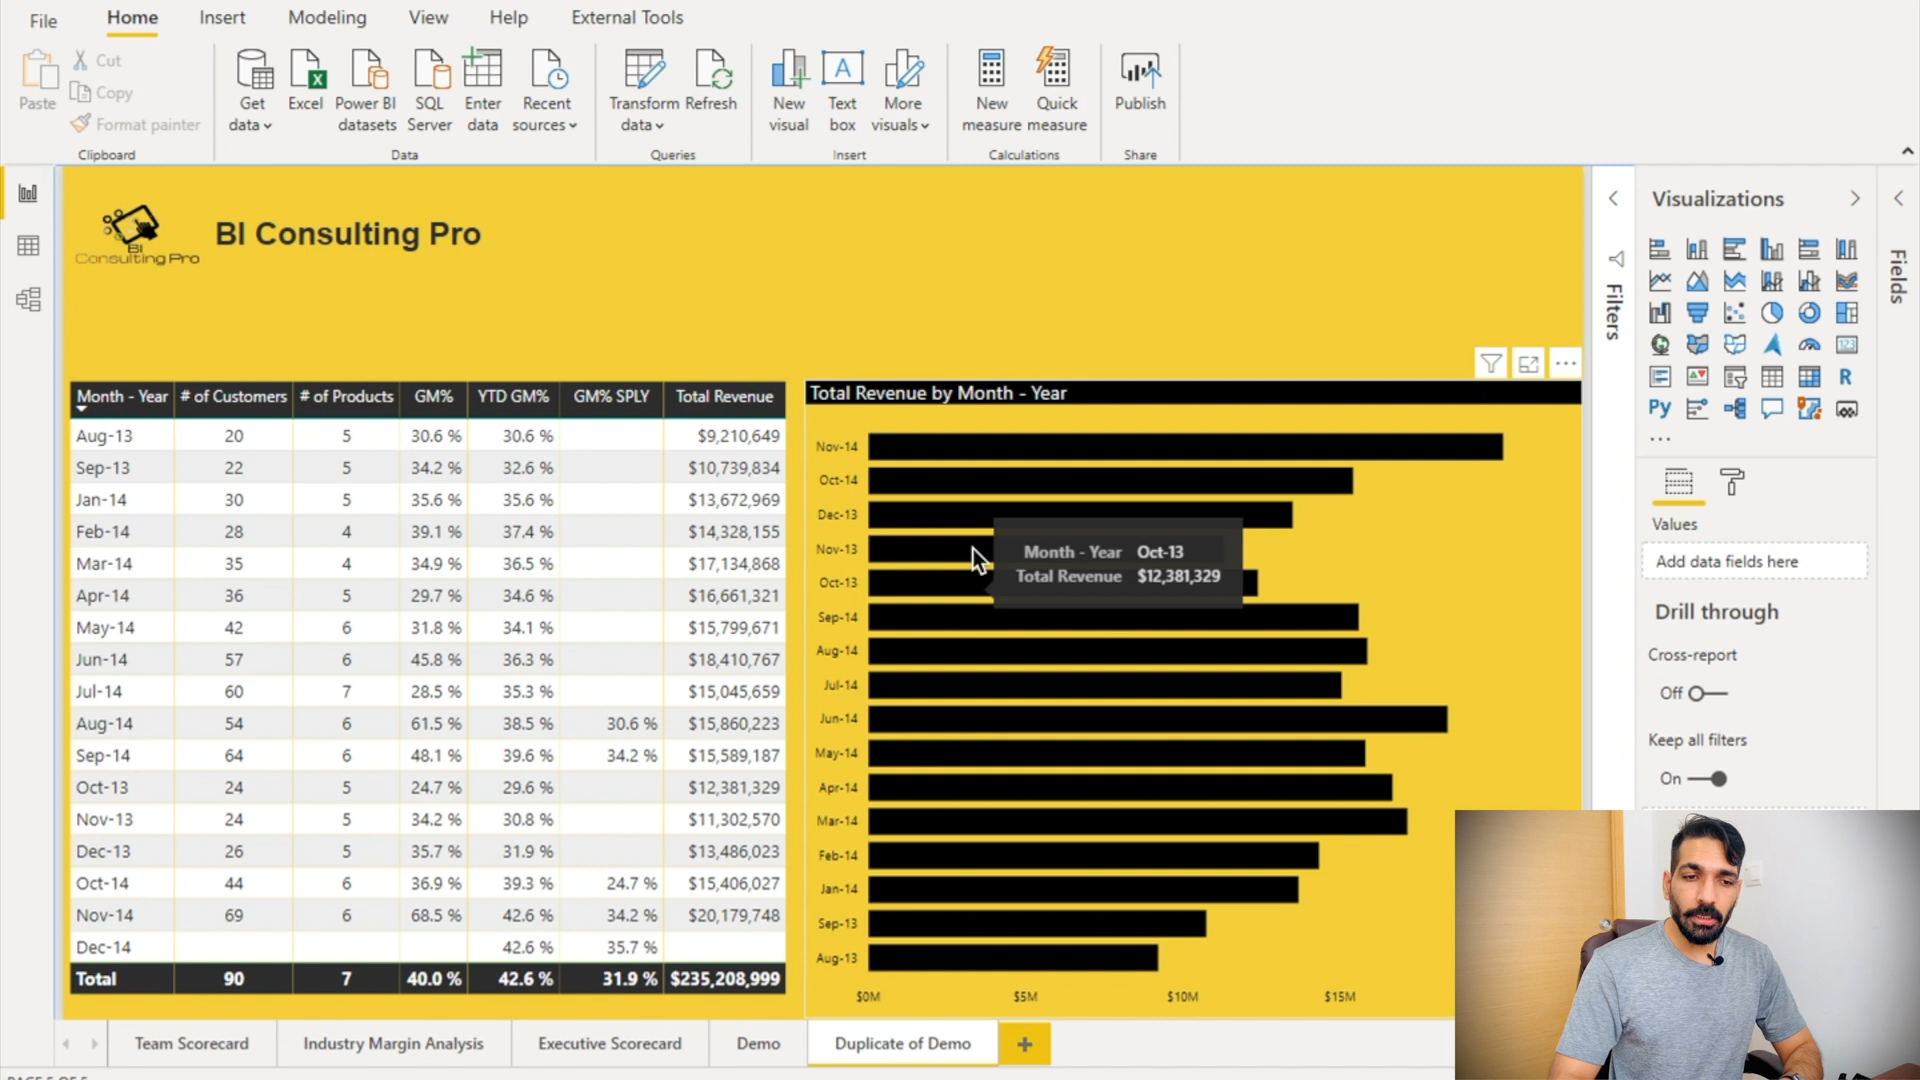 File Home Insert Modeling View Help External Tools
Paste
Cut
Copy
Format painter
Clipboard
Get data
Excel
Power BI datasets
SQL Server
Enter data
Recent sources
Data
Transform data
Refresh
Queries
New visual
Text box
More visuals
Insert
New measure
Quick measure
Calculations
Publish
Share
BI
Consulting Pro
BI Consulting Pro
Month - Year # of Customers # of Products GM% YTD GM% GM% SPLY Total Revenue
Aug-13 20 5 30.6 % 30.6 % $9,210,649
Sep-13 22 5 34.2 % 32.6 % $10,739,834
Jan-14 30 5 35.6 % 35.6 % $13,672,969
Feb-14 28 4 39.1 % 37.4 % $14,328,155
Mar-14 35 4 34.9 % 36.5 % $17,134,868
Apr-14 36 5 29.7 % 34.6 % $16,661,321
May-14 42 6 31.8 % 34.1 % $15,799,671
Jun-14 57 6 45.8 % 36.3 % $18,410,767
Jul-14 60 7 28.5 % 35.3 % $15,045,659
Aug-14 54 6 61.5 % 38.5 % 30.6 % $15,860,223
Sep-14 64 6 48.1 % 39.6 % 34.2 % $15,589,187
Oct-13 24 5 24.7 % 29.6 % $12,381,329
Nov-13 24 5 34.2 % 30.8 % $11,302,570
Dec-13 26 5 35.7 % 31.9 % $13,486,023
Oct-14 44 6 36.9 % 39.3 % 24.7 % $15,406,027
Nov-14 69 6 68.5 % 42.6 % 34.2 % $20,179,748
Dec-14 42.6 % 35.7 %
Total 90 7 40.0 % 42.6 % 31.9 % $235,208,999
Total Revenue by Month - Year
Nov-14
Oct-14
Dec-13
Nov-13
Oct-13
Sep-14
Aug-14
Jul-14
Jun-14
May-14
Apr-14
Mar-14
Feb-14
Jan-14
Sep-13
Aug-13
$0M $5M $10M $15M
Month - Year Oct-13
Total Revenue $12,381,329
Filters
Visualizations
123
R
Py
Values
Add data fields here
Drill through
Cross-report
Off
Keep all filters
On
Fields
Team Scorecard Industry Margin Analysis Executive Scorecard Demo Duplicate of Demo
PAGE 5 OF 5